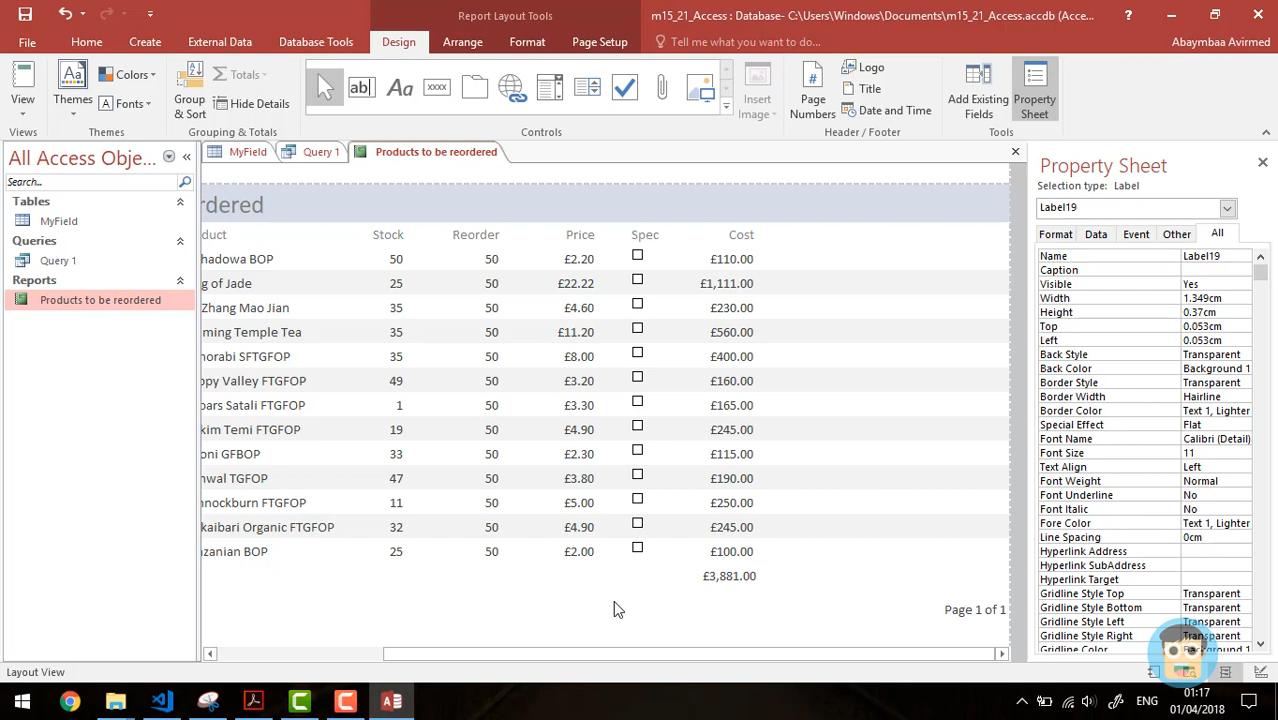 Report Layout Tools
m15_21_Access : Database- C:\Users\Windows\Documents\m15_21_Access.accdb (Acce...
?
File Home Create External Data Database Tools Design Arrange Format Page Setup Tell me what you want to do... Abaymbaa Avirmed
View
Views
Themes
Colors
Fonts
Themes
Group & Sort
Totals
Hide Details
Grouping & Totals
ab|
Aa
xxxx
Controls
Insert Image
Page Numbers
Logo
Title
Date and Time
Header / Footer
Add Existing Fields
Property Sheet
Tools
All Access Obje...
Search...
Tables
MyField
Queries
Query 1
Reports
Products to be reordered
MyField Query 1 Products to be reordered
rdered
duct Stock Reorder Price Spec Cost
hadowa BOP 50 50 £2.20 £110.00
g of Jade 25 50 £22.22 £1,111.00
Zhang Mao Jian 35 50 £4.60 £230.00
ming Temple Tea 35 50 £11.20 £560.00
norabi SFTGFOP 35 50 £8.00 £400.00
ppy Valley FTGFOP 49 50 £3.20 £160.00
bars Satali FTGFOP 1 50 £3.30 £165.00
kim Temi FTGFOP 19 50 £4.90 £245.00
oni GFBOP 33 50 £2.30 £115.00
nwal TGFOP 47 50 £3.80 £190.00
nnockburn FTGFOP 11 50 £5.00 £250.00
kaibari Organic FTGFOP 32 50 £4.90 £245.00
nzanian BOP 25 50 £2.00 £100.00
£3,881.00
Page 1 of 1
Property Sheet
Selection type: Label
Label19
Format Data Event Other All
Name Label19
Caption
Visible Yes
Width 1.349cm
Height 0.37cm
Top 0.053cm
Left 0.053cm
Back Style Transparent
Back Color Background 1
Border Style Transparent
Border Width Hairline
Border Color Text 1, Lighter
Special Effect Flat
Font Name Calibri (Detail)
Font Size 11
Text Align Left
Font Weight Normal
Font Underline No
Font Italic No
Fore Color Text 1, Lighter
Line Spacing 0cm
Hyperlink Address
Hyperlink SubAddress
Hyperlink Target
Gridline Style Top Transparent
Gridline Style Bottom Transparent
Gridline Style Left Transparent
Gridline Style Right Transparent
Gridline Color Background 1
Layout View
ENG
01:17
01/04/2018